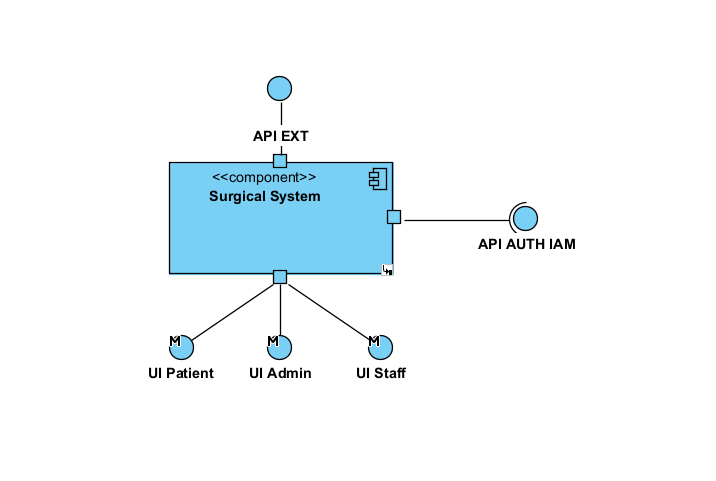 API EXT
<<component>>
Surgical System
API AUTH IAM
M M M
UI Patient UI Admin UI Staff